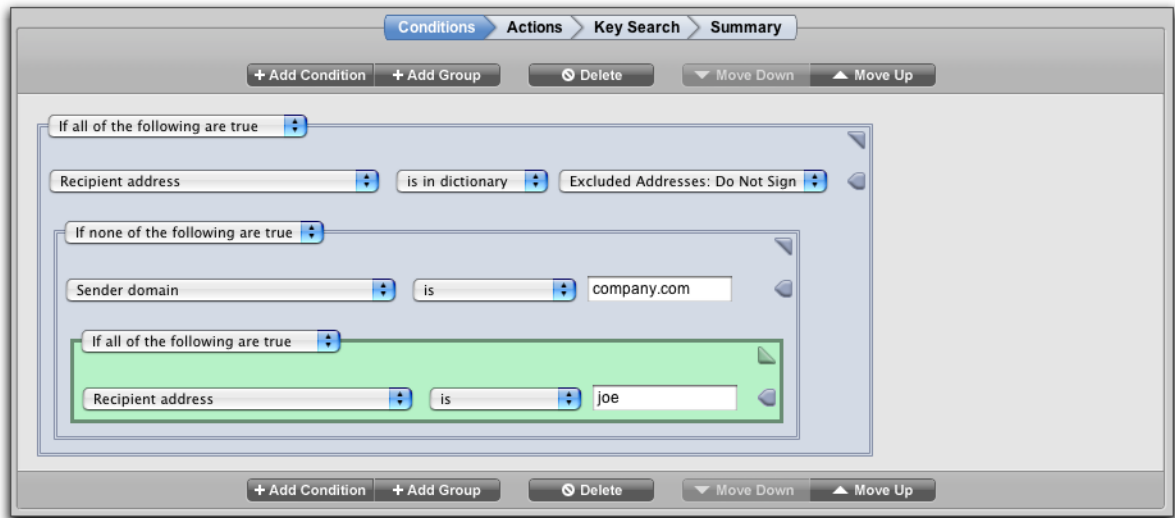 Conditions Actions Key Search Summary
+ Add Condition + Add Group Delete Move Down Move Up
If all of the following are true
Recipient address is in dictionary Excluded Addresses: Do Not Sign
If none of the following are true
Sender domain is company.com
If all of the following are true
Recipient address is joe
+ Add Condition + Add Group Delete Move Down Move Up